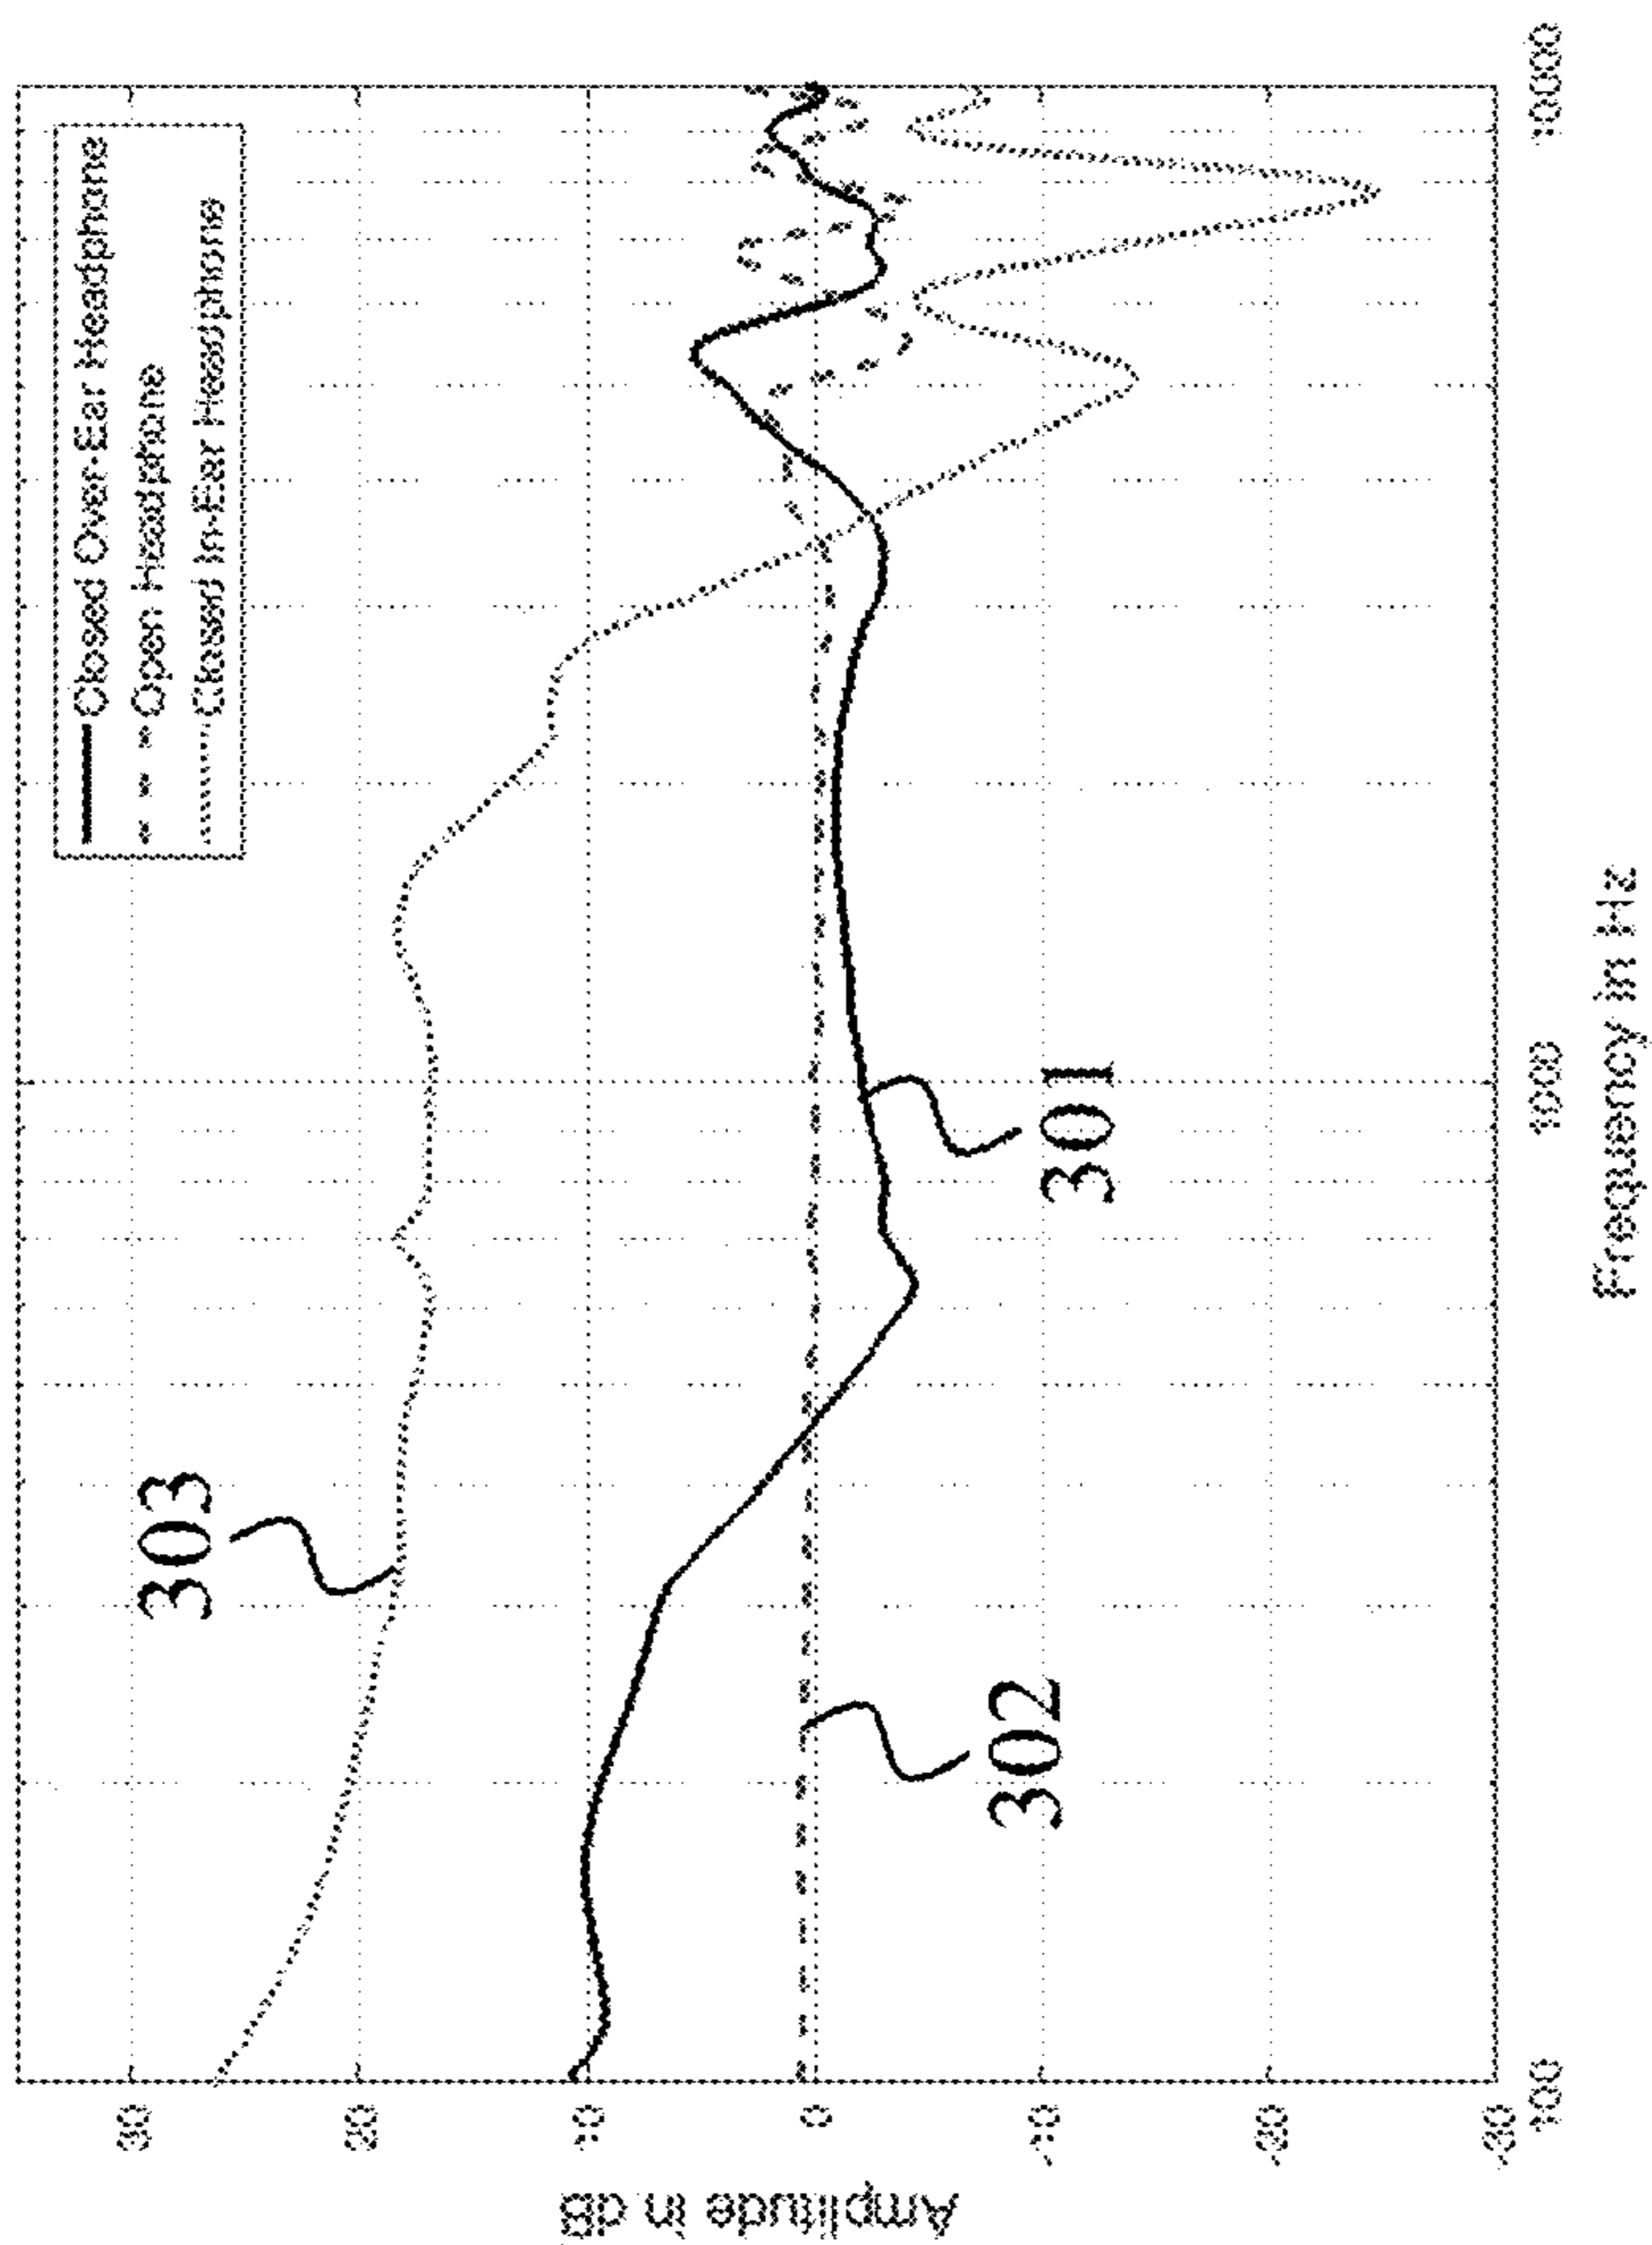 Closed Over-Ear Headphone
Open Headphone
Closed In-Ear Headphone
303
302
301
30
20
10
0
-10
-20
-30
Amplitude in dB
100
1000
10000
Frequency in Hz